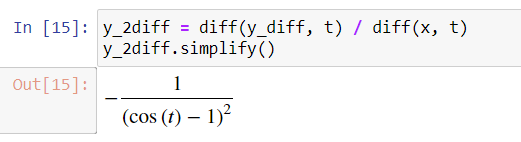 In [15]: y_2diff = diff(y_diff, t) / diff(x, t)
y_2diff.simplify()
Out[15]: − 1 / (cos (t) − 1)²